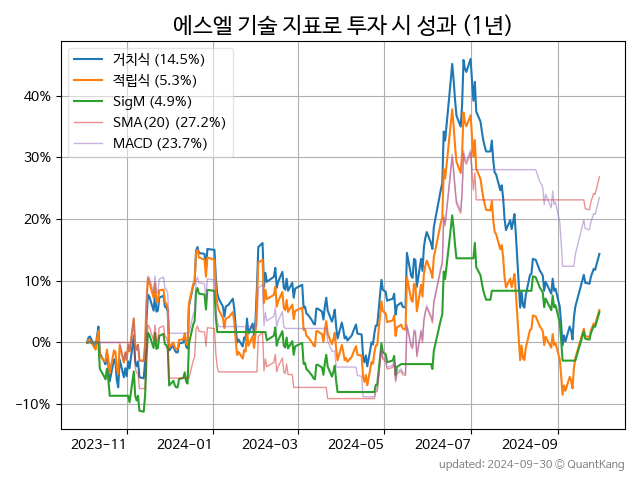 에스엘 기술 지표로 투자 시 성과 (1년)
거치식 (14.5%)
적립식 (5.3%)
SigM (4.9%)
SMA(20) (27.2%)
MACD (23.7%)
40%
30%
20%
10%
0%
−10%
2023-11 2024-01 2024-03 2024-05 2024-07 2024-09
updated: 2024-09-30 © QuantKang